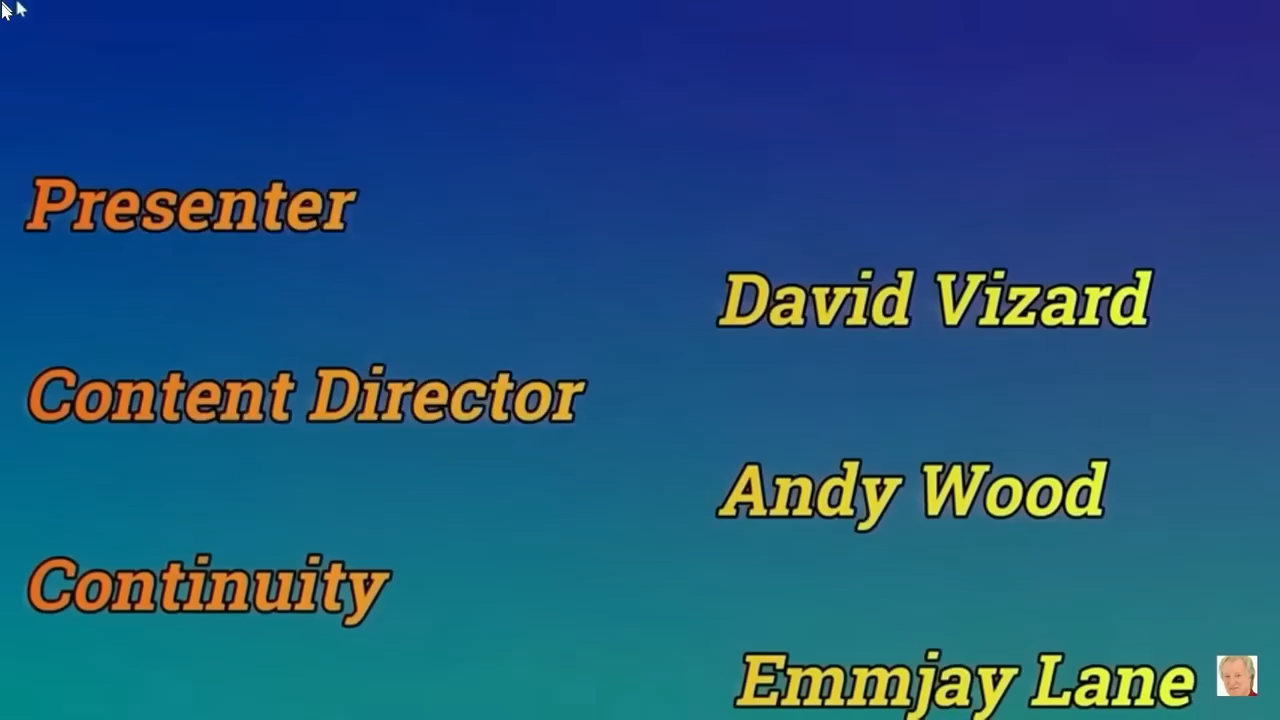 Presenter
David Vizard
Content Director
Andy Wood
Continuity
Emmjay Lane